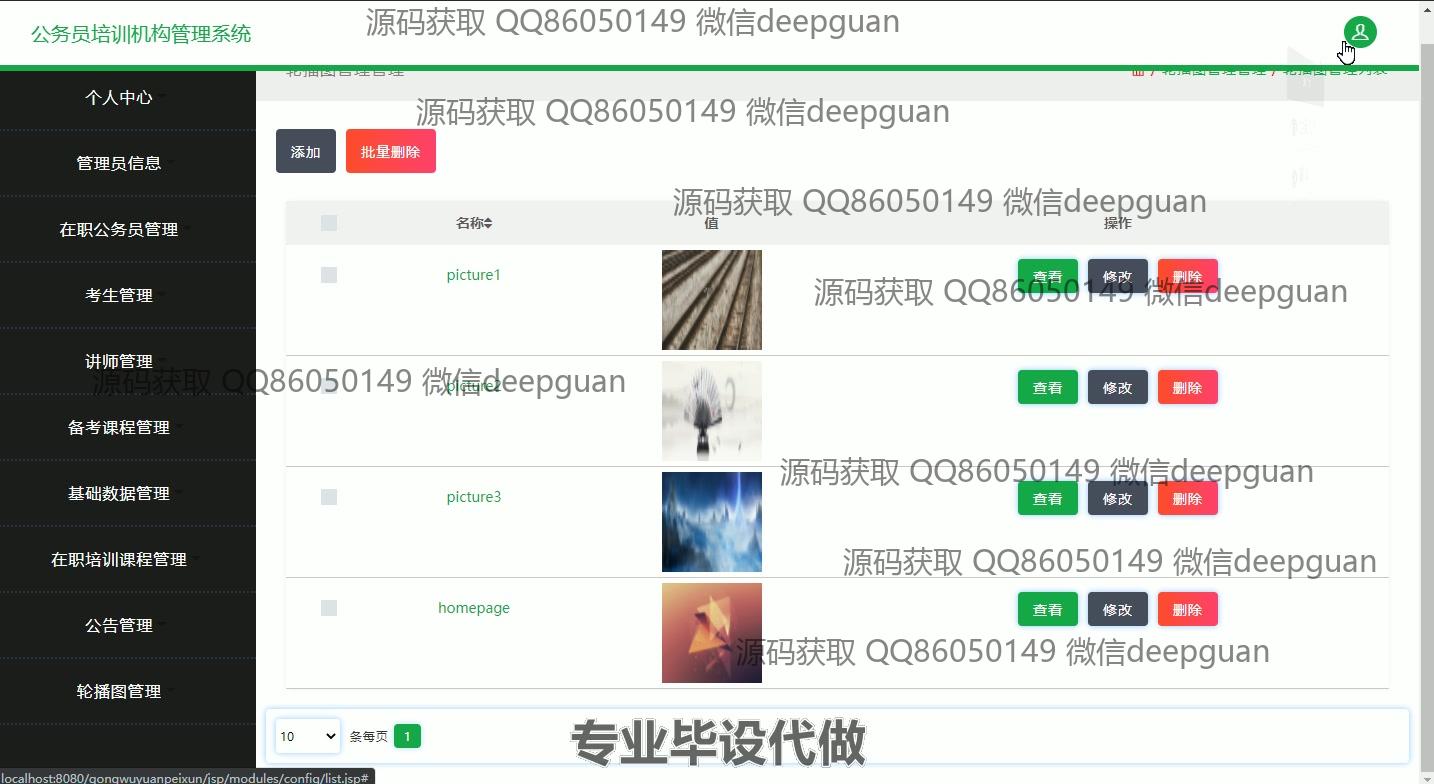 公务员培训机构管理系统
源码获取 QQ86050149 微信deepguan
个人中心
管理员信息
在职公务员管理
考生管理
讲师管理
备考课程管理
基础数据管理
在职培训课程管理
公告管理
轮播图管理
轮播图管理管理
/ 轮播图管理管理 / 轮播图管理列表
源码获取 QQ86050149 微信deepguan
添加 批量删除
源码获取 QQ86050149 微信deepguan
名称 值 操作
picture1 查看 修改 删除
源码获取 QQ86050149 微信deepguan
源码获取 QQ86050149 微信deepguan
picture2 查看 修改 删除
源码获取 QQ86050149 微信deepguan
picture3 查看 修改 删除
源码获取 QQ86050149 微信deepguan
homepage 查看 修改 删除
源码获取 QQ86050149 微信deepguan
10 条每页 1
专业毕设代做
localhost:8080/gongwuyuanpeixun/jsp/modules/config/list.jsp#